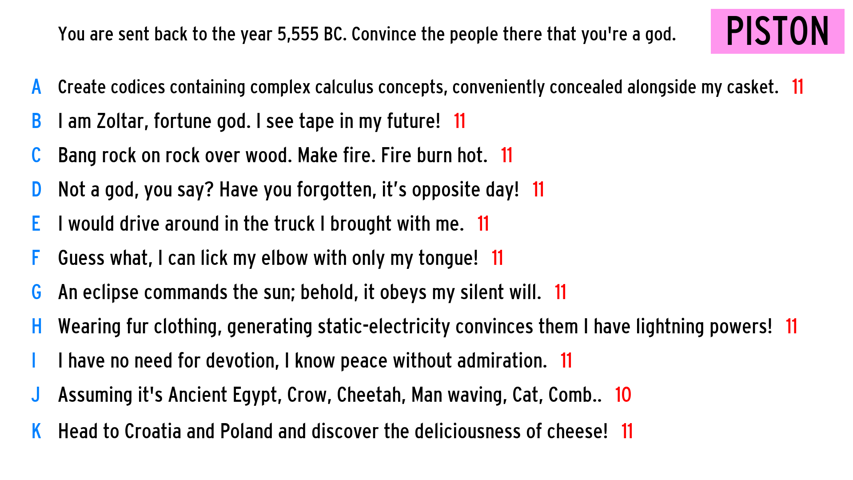 You are sent back to the year 5,555 BC. Convince the people there that you're a god.
PISTON
A Create codices containing complex calculus concepts, conveniently concealed alongside my casket. 11
B I am Zoltar, fortune god. I see tape in my future! 11
C Bang rock on rock over wood. Make fire. Fire burn hot. 11
D Not a god, you say? Have you forgotten, it’s opposite day! 11
E I would drive around in the truck I brought with me. 11
F Guess what, I can lick my elbow with only my tongue! 11
G An eclipse commands the sun; behold, it obeys my silent will. 11
H Wearing fur clothing, generating static-electricity convinces them I have lightning powers! 11
I I have no need for devotion, I know peace without admiration. 11
J Assuming it's Ancient Egypt, Crow, Cheetah, Man waving, Cat, Comb.. 10
K Head to Croatia and Poland and discover the deliciousness of cheese! 11